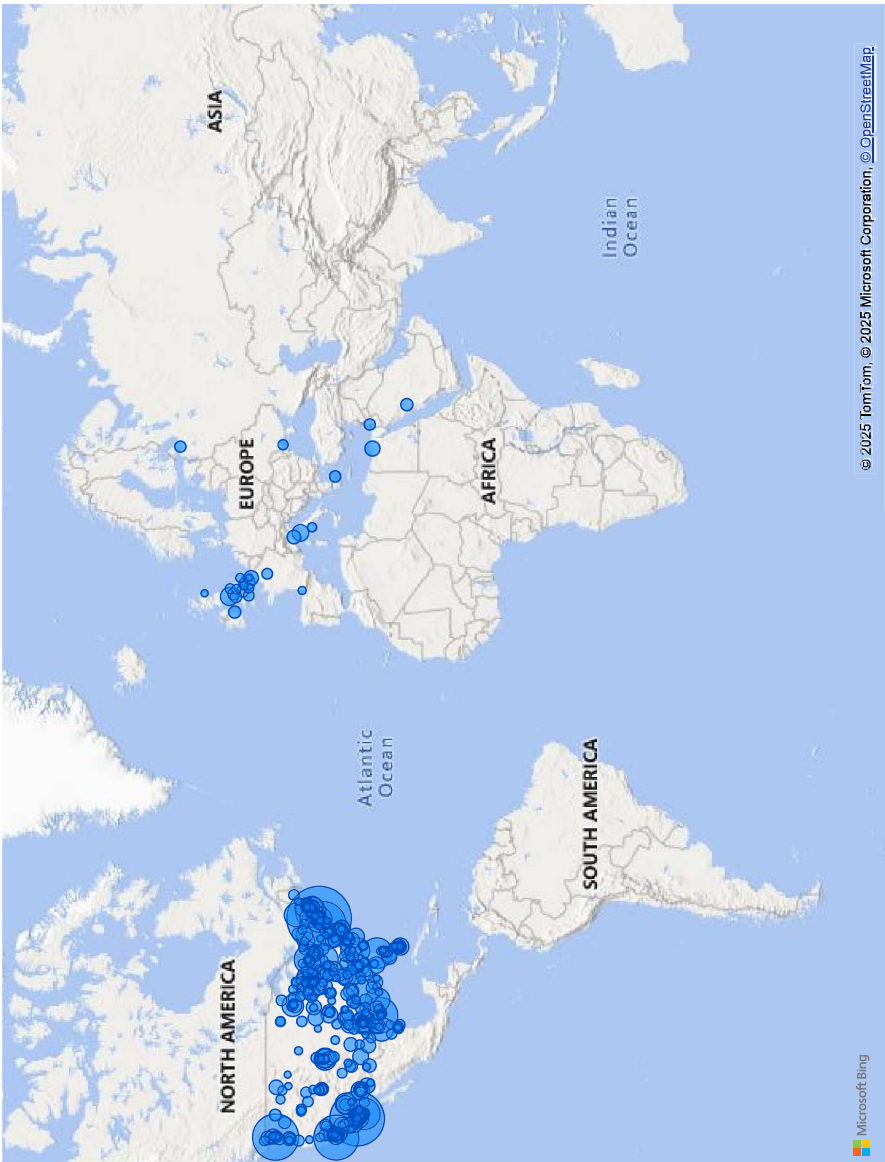 NORTH AMERICA
EUROPE
ASIA
Atlantic
Ocean
AFRICA
SOUTH AMERICA
Indian
Ocean
Microsoft Bing
© 2025 TomTom, © 2025 Microsoft Corporation, © OpenStreetMap